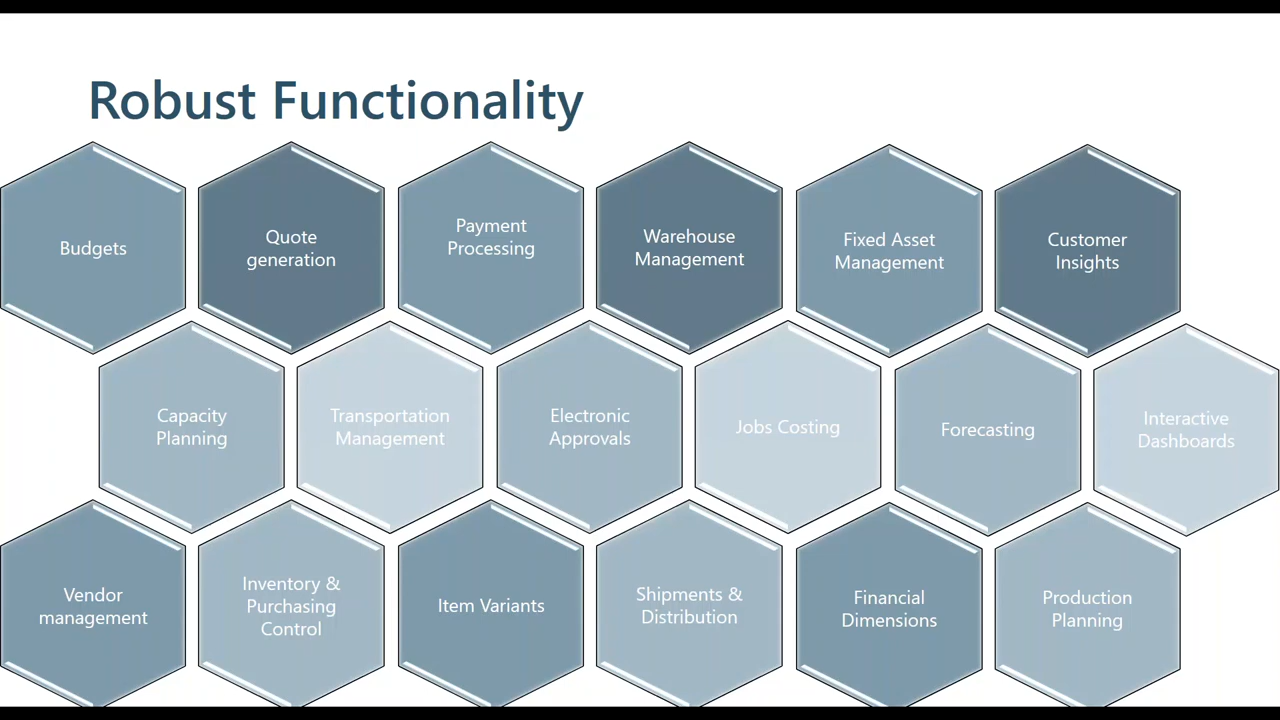 Robust Functionality
Budgets
Quote
generation
Payment
Processing
Warehouse
Management
Fixed Asset
Management
Customer
Insights
Capacity
Planning
Transportation
Management
Electronic
Approvals
Jobs Costing
Forecasting
Interactive
Dashboards
Vendor
management
Inventory &
Purchasing
Control
Item Variants
Shipments &
Distribution
Financial
Dimensions
Production
Planning